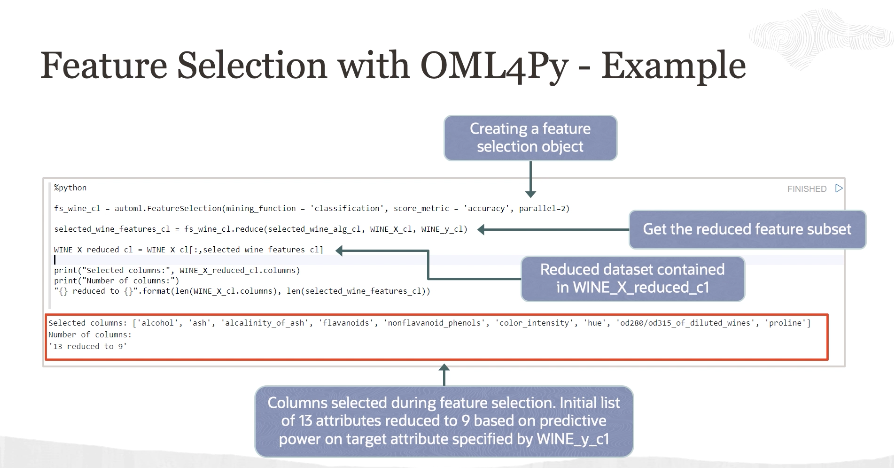 Feature Selection with OML4Py - Example
Creating a feature
selection object
%python
FINISHED
fs_wine_cl = automl.FeatureSelection(mining_function = 'classification', score_metric = 'accuracy', parallel=2)
selected_wine_features_cl = fs_wine_cl.reduce(selected_wine_alg_cl, WINE_X_cl, WINE_y_cl)
Get the reduced feature subset
WINE_X_reduced_cl = WINE_X_cl[:,selected_wine_features_cl]
Reduced dataset contained
in WINE_X_reduced_c1
print("Selected columns:", WINE_X_reduced_cl.columns)
print("Number of columns:")
"{} reduced to {}".format(len(WINE_X_cl.columns), len(selected_wine_features_cl))
Selected columns: ['alcohol', 'ash', 'alcalinity_of_ash', 'flavanoids', 'nonflavanoid_phenols', 'color_intensity', 'hue', 'od280/od315_of_diluted_wines', 'proline']
Number of columns:
'13 reduced to 9'
Columns selected during feature selection. Initial list
of 13 attributes reduced to 9 based on predictive
power on target attribute specified by WINE_y_c1